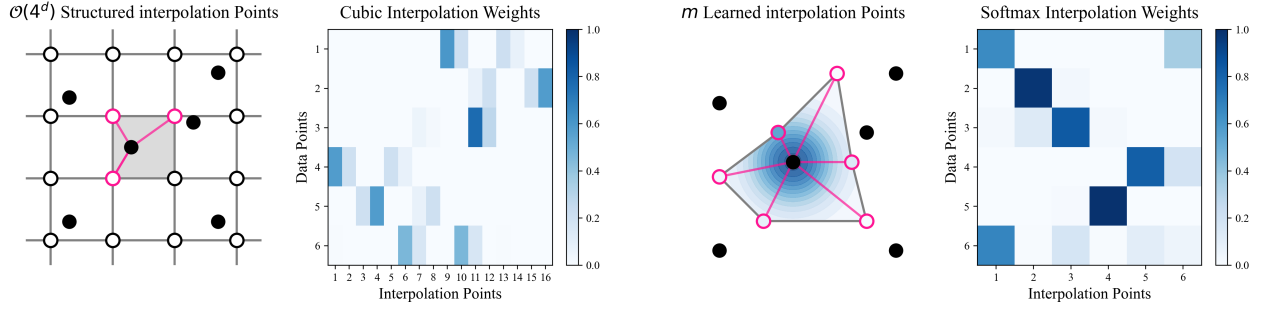 𝒪(4ᵈ) Structured interpolation Points
Cubic Interpolation Weights
Data Points
1
2
3
4
5
6
1 2 3 4 5 6 7 8 9 10 11 12 13 14 15 16
Interpolation Points
1.0
0.8
0.6
0.4
0.2
0.0
m Learned interpolation Points
Softmax Interpolation Weights
Data Points
1
2
3
4
5
6
1 2 3 4 5 6
Interpolation Points
1.0
0.8
0.6
0.4
0.2
0.0